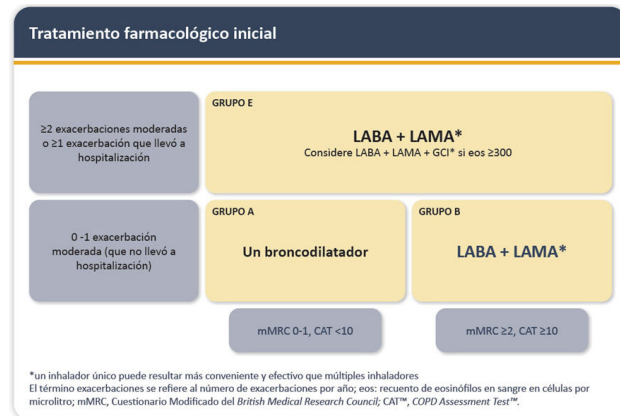 Tratamiento farmacológico inicial
≥2 exacerbaciones moderadas
o ≥1 exacerbación que llevó a
hospitalización
GRUPO E
LABA + LAMA*
Considere LABA + LAMA + GCI* si eos ≥300
0 -1 exacerbación
moderada (que no llevó a
hospitalización)
GRUPO A
Un broncodilatador
GRUPO B
LABA + LAMA*
mMRC 0-1, CAT <10
mMRC ≥2, CAT ≥10
*un inhalador único puede resultar más conveniente y efectivo que múltiples inhaladores
El término exacerbaciones se refiere al número de exacerbaciones por año; eos: recuento de eosinófilos en sangre en células por
microlitro; mMRC, Cuestionario Modificado del British Medical Research Council; CAT™, COPD Assessment Test™.